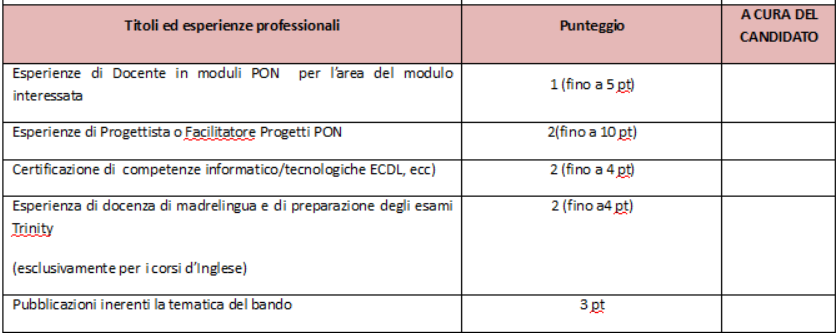 Titoli ed esperienze professionali
Punteggio
A CURA DEL
CANDIDATO
Esperienze di Docente in moduli PON per l'area del modulo
interessata
1 (fino a 5 pt)
Esperienze di Progettista o Facilitatore Progetti PON
2(fino a 10 pt)
Certificazione di competenze informatico/tecnologiche ECDL, ecc)
2 (fino a 4 pt)
Esperienza di docenza di madrelingua e di preparazione degli esami
Trinity
(esclusivamente per i corsi d'Inglese)
2 (fino a4 pt)
Pubblicazioni inerenti la tematica del bando
3 pt